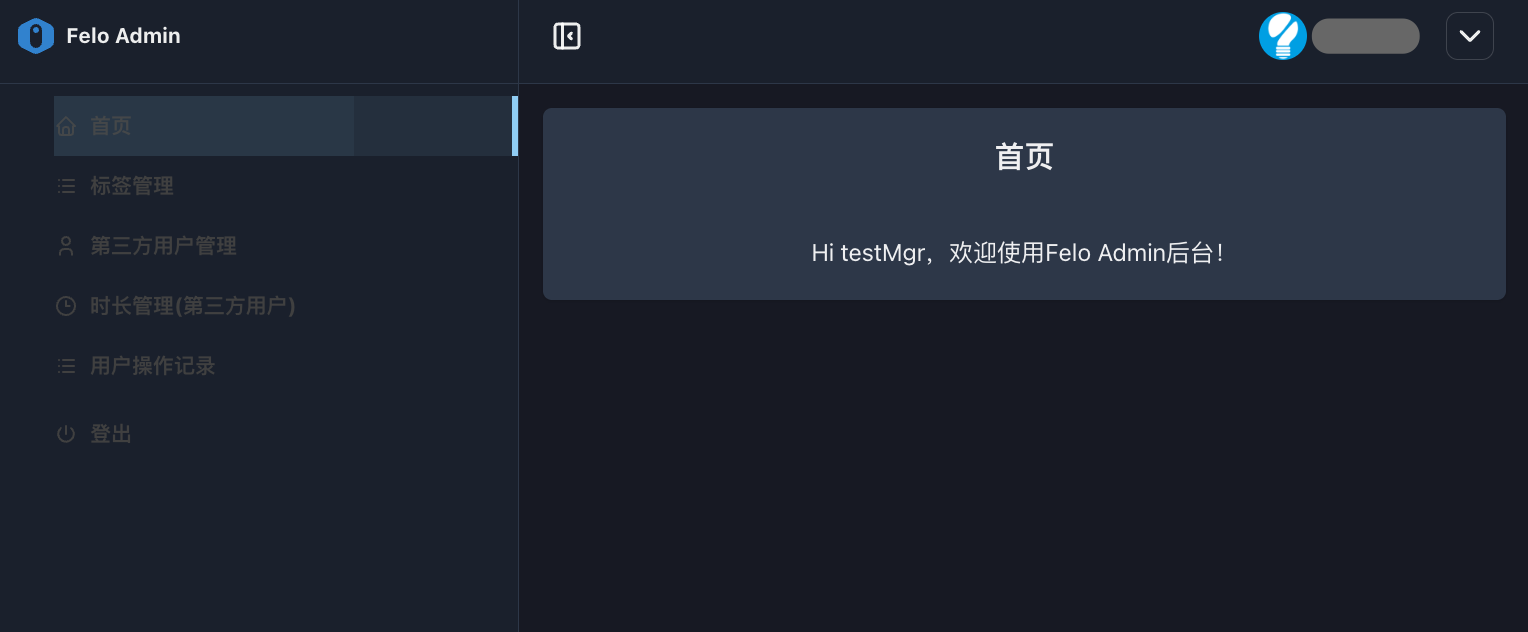 Felo Admin
首页
标签管理
第三方用户管理
时长管理(第三方用户)
用户操作记录
登出
首页
Hi testMgr，欢迎使用Felo Admin后台！